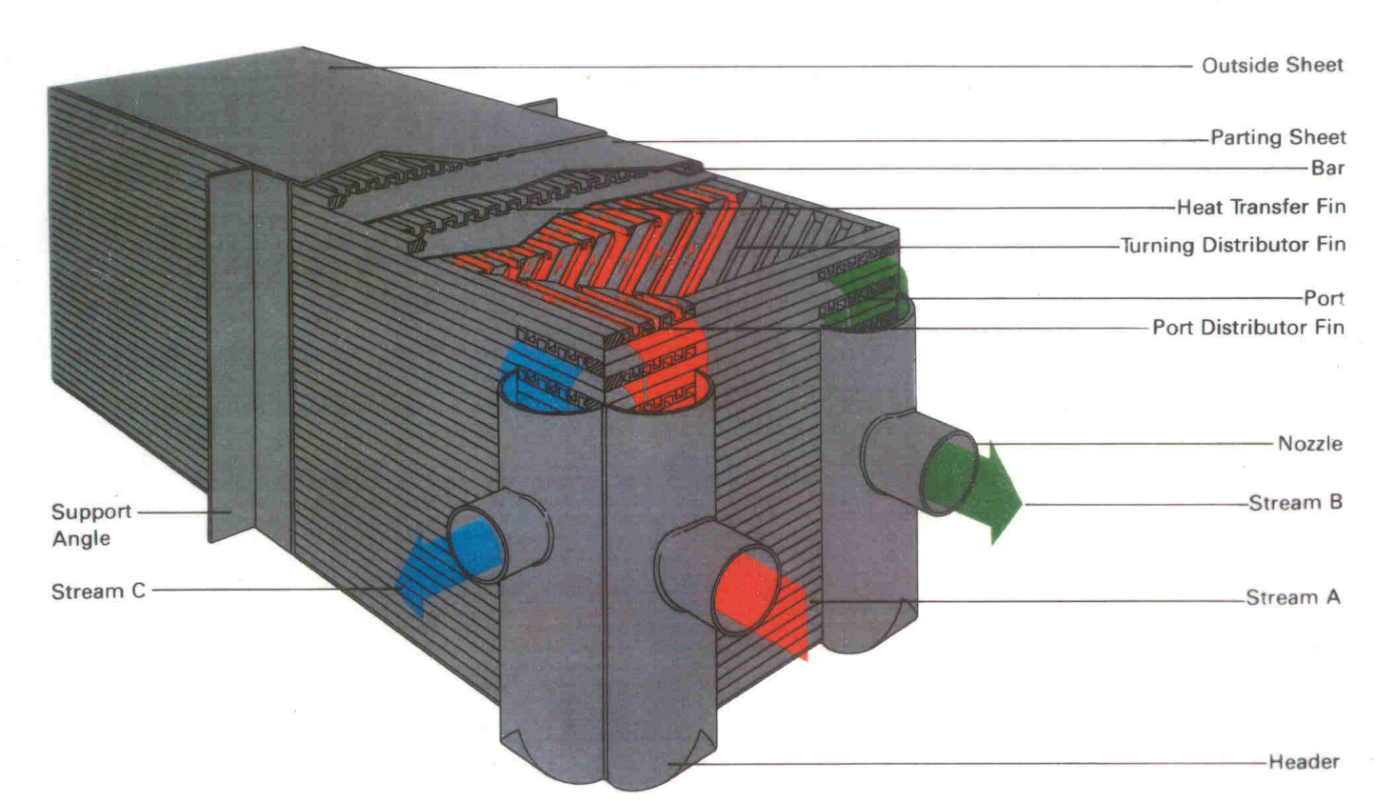 Outside Sheet
Parting Sheet
Bar
Heat Transfer Fin
Turning Distributor Fin
Port
Port Distributor Fin
Nozzle
Stream B
Stream A
Header
Support
Angle
Stream C